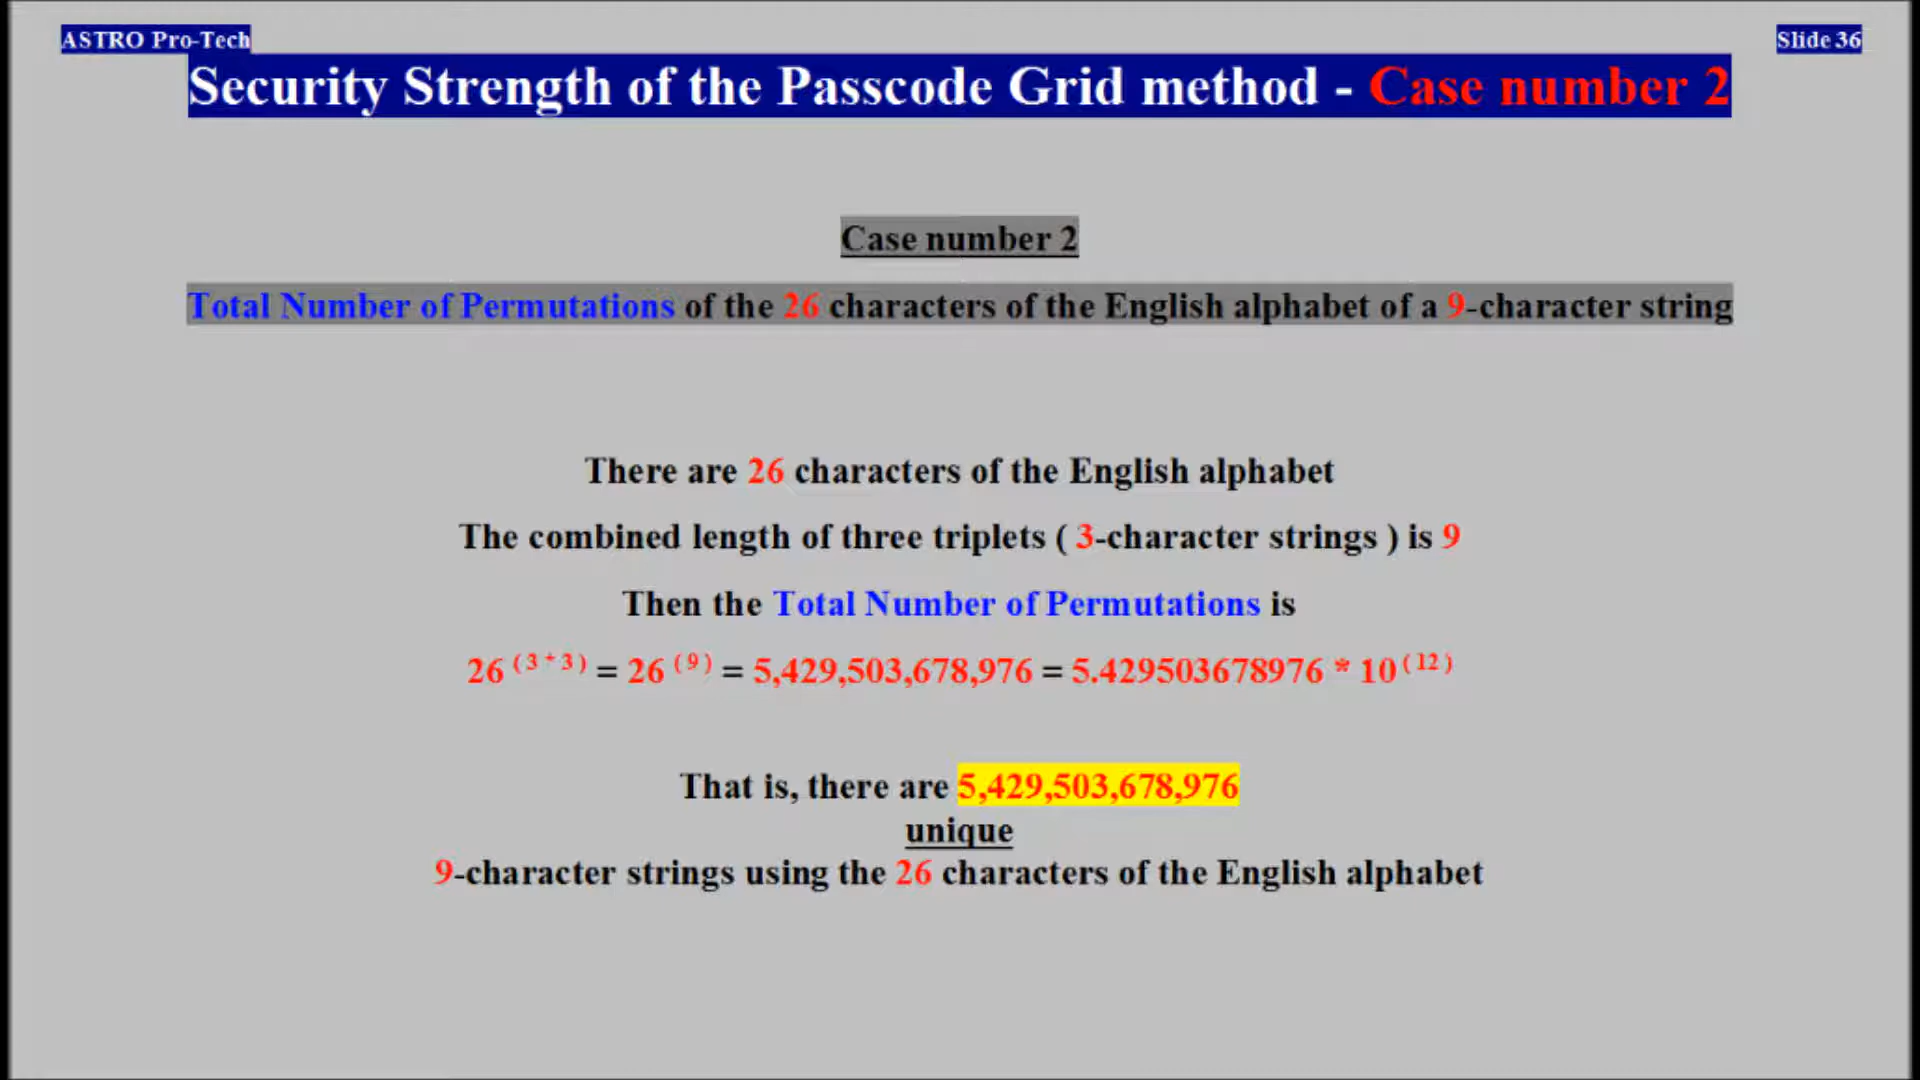 ASTRO Pro-Tech
Slide 36
Security Strength of the Passcode Grid method - Case number 2
Case number 2
Total Number of Permutations of the 26 characters of the English alphabet of a 9-character string
There are 26 characters of the English alphabet
The combined length of three triplets ( 3-character strings ) is 9
Then the Total Number of Permutations is
26 ( 3 * 3 ) = 26 ( 9 ) = 5,429,503,678,976 = 5.429503678976 * 10 ( 12 )
That is, there are 5,429,503,678,976
unique
9-character strings using the 26 characters of the English alphabet